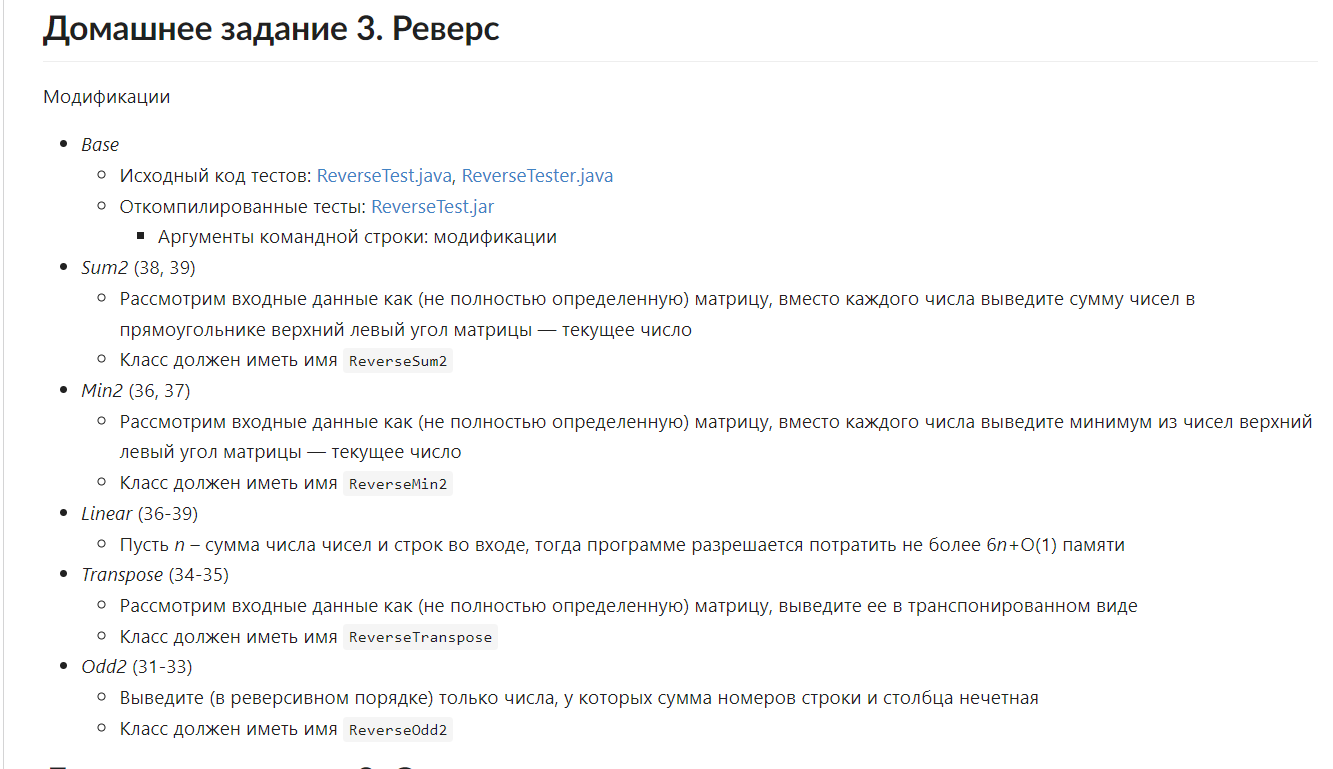 Домашнее задание 3. Реверс
Модификации
Base
Исходный код тестов: ReverseTest.java, ReverseTester.java
Откомпилированные тесты: ReverseTest.jar
Аргументы командной строки: модификации
Sum2 (38, 39)
Рассмотрим входные данные как (не полностью определенную) матрицу, вместо каждого числа выведите сумму чисел в
прямоугольнике верхний левый угол матрицы — текущее число
Класс должен иметь имя ReverseSum2
Min2 (36, 37)
Рассмотрим входные данные как (не полностью определенную) матрицу, вместо каждого числа выведите минимум из чисел верхний
левый угол матрицы — текущее число
Класс должен иметь имя ReverseMin2
Linear (36-39)
Пусть n – сумма числа чисел и строк во входе, тогда программе разрешается потратить не более 6n+O(1) памяти
Transpose (34-35)
Рассмотрим входные данные как (не полностью определенную) матрицу, выведите ее в транспонированном виде
Класс должен иметь имя ReverseTranspose
Odd2 (31-33)
Выведите (в реверсивном порядке) только числа, у которых сумма номеров строки и столбца нечетная
Класс должен иметь имя ReverseOdd2